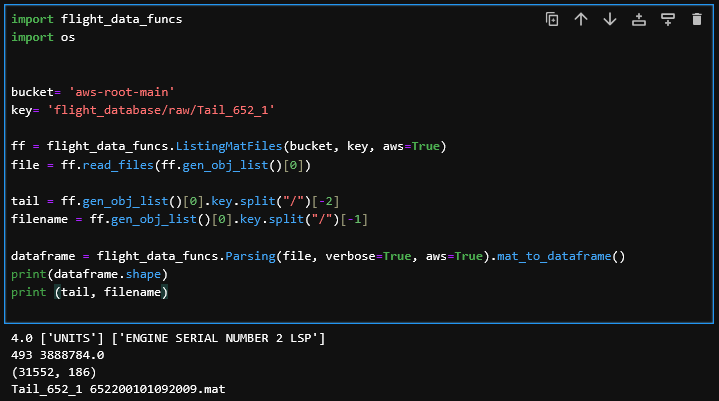 import flight_data_funcs
import os
bucket= 'aws-root-main'
key= 'flight_database/raw/Tail_652_1'
ff = flight_data_funcs.ListingMatFiles(bucket, key, aws=True)
file = ff.read_files(ff.gen_obj_list()[0])
tail = ff.gen_obj_list()[0].key.split("/")[-2]
filename = ff.gen_obj_list()[0].key.split("/")[-1]
dataframe = flight_data_funcs.Parsing(file, verbose=True, aws=True).mat_to_dataframe()
print(dataframe.shape)
print (tail, filename)
4.0 ['UNITS'] ['ENGINE SERIAL NUMBER 2 LSP']
493 3888784.0
(31552, 186)
Tail_652_1 652200101092009.mat